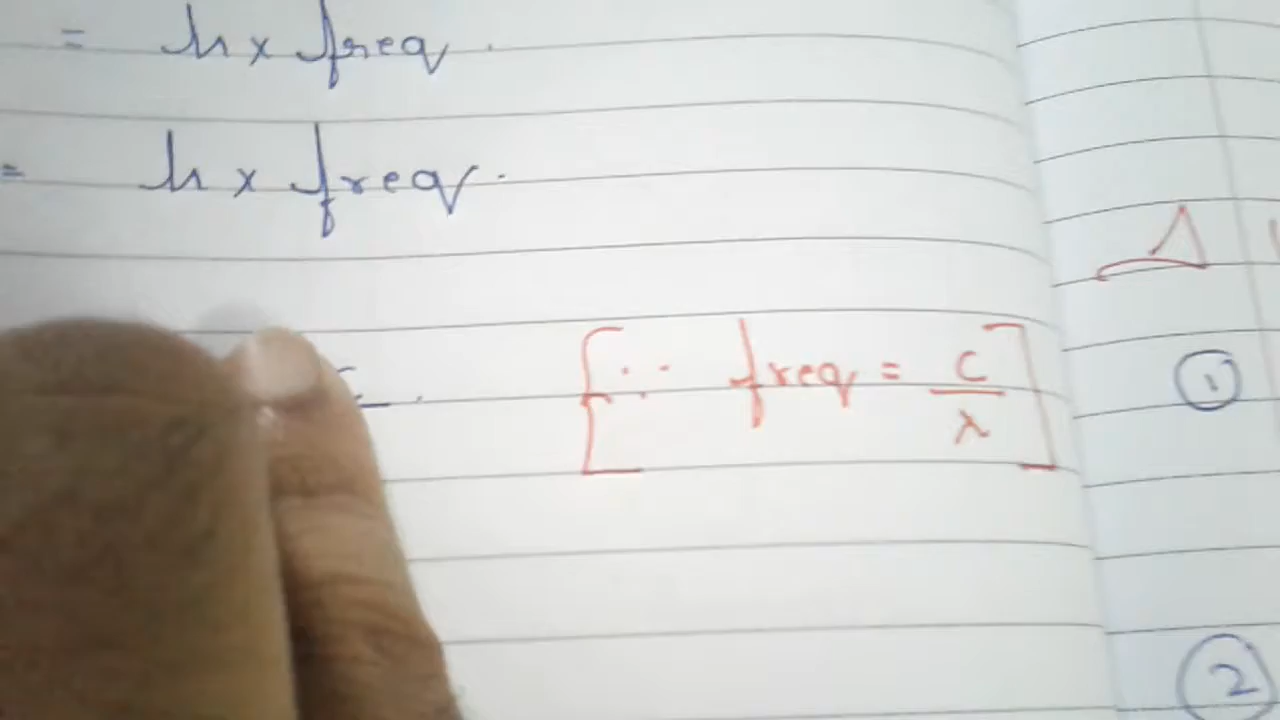 = h x freq.
= h x freq.
[∵ freq = c/λ]
Δ
1
2